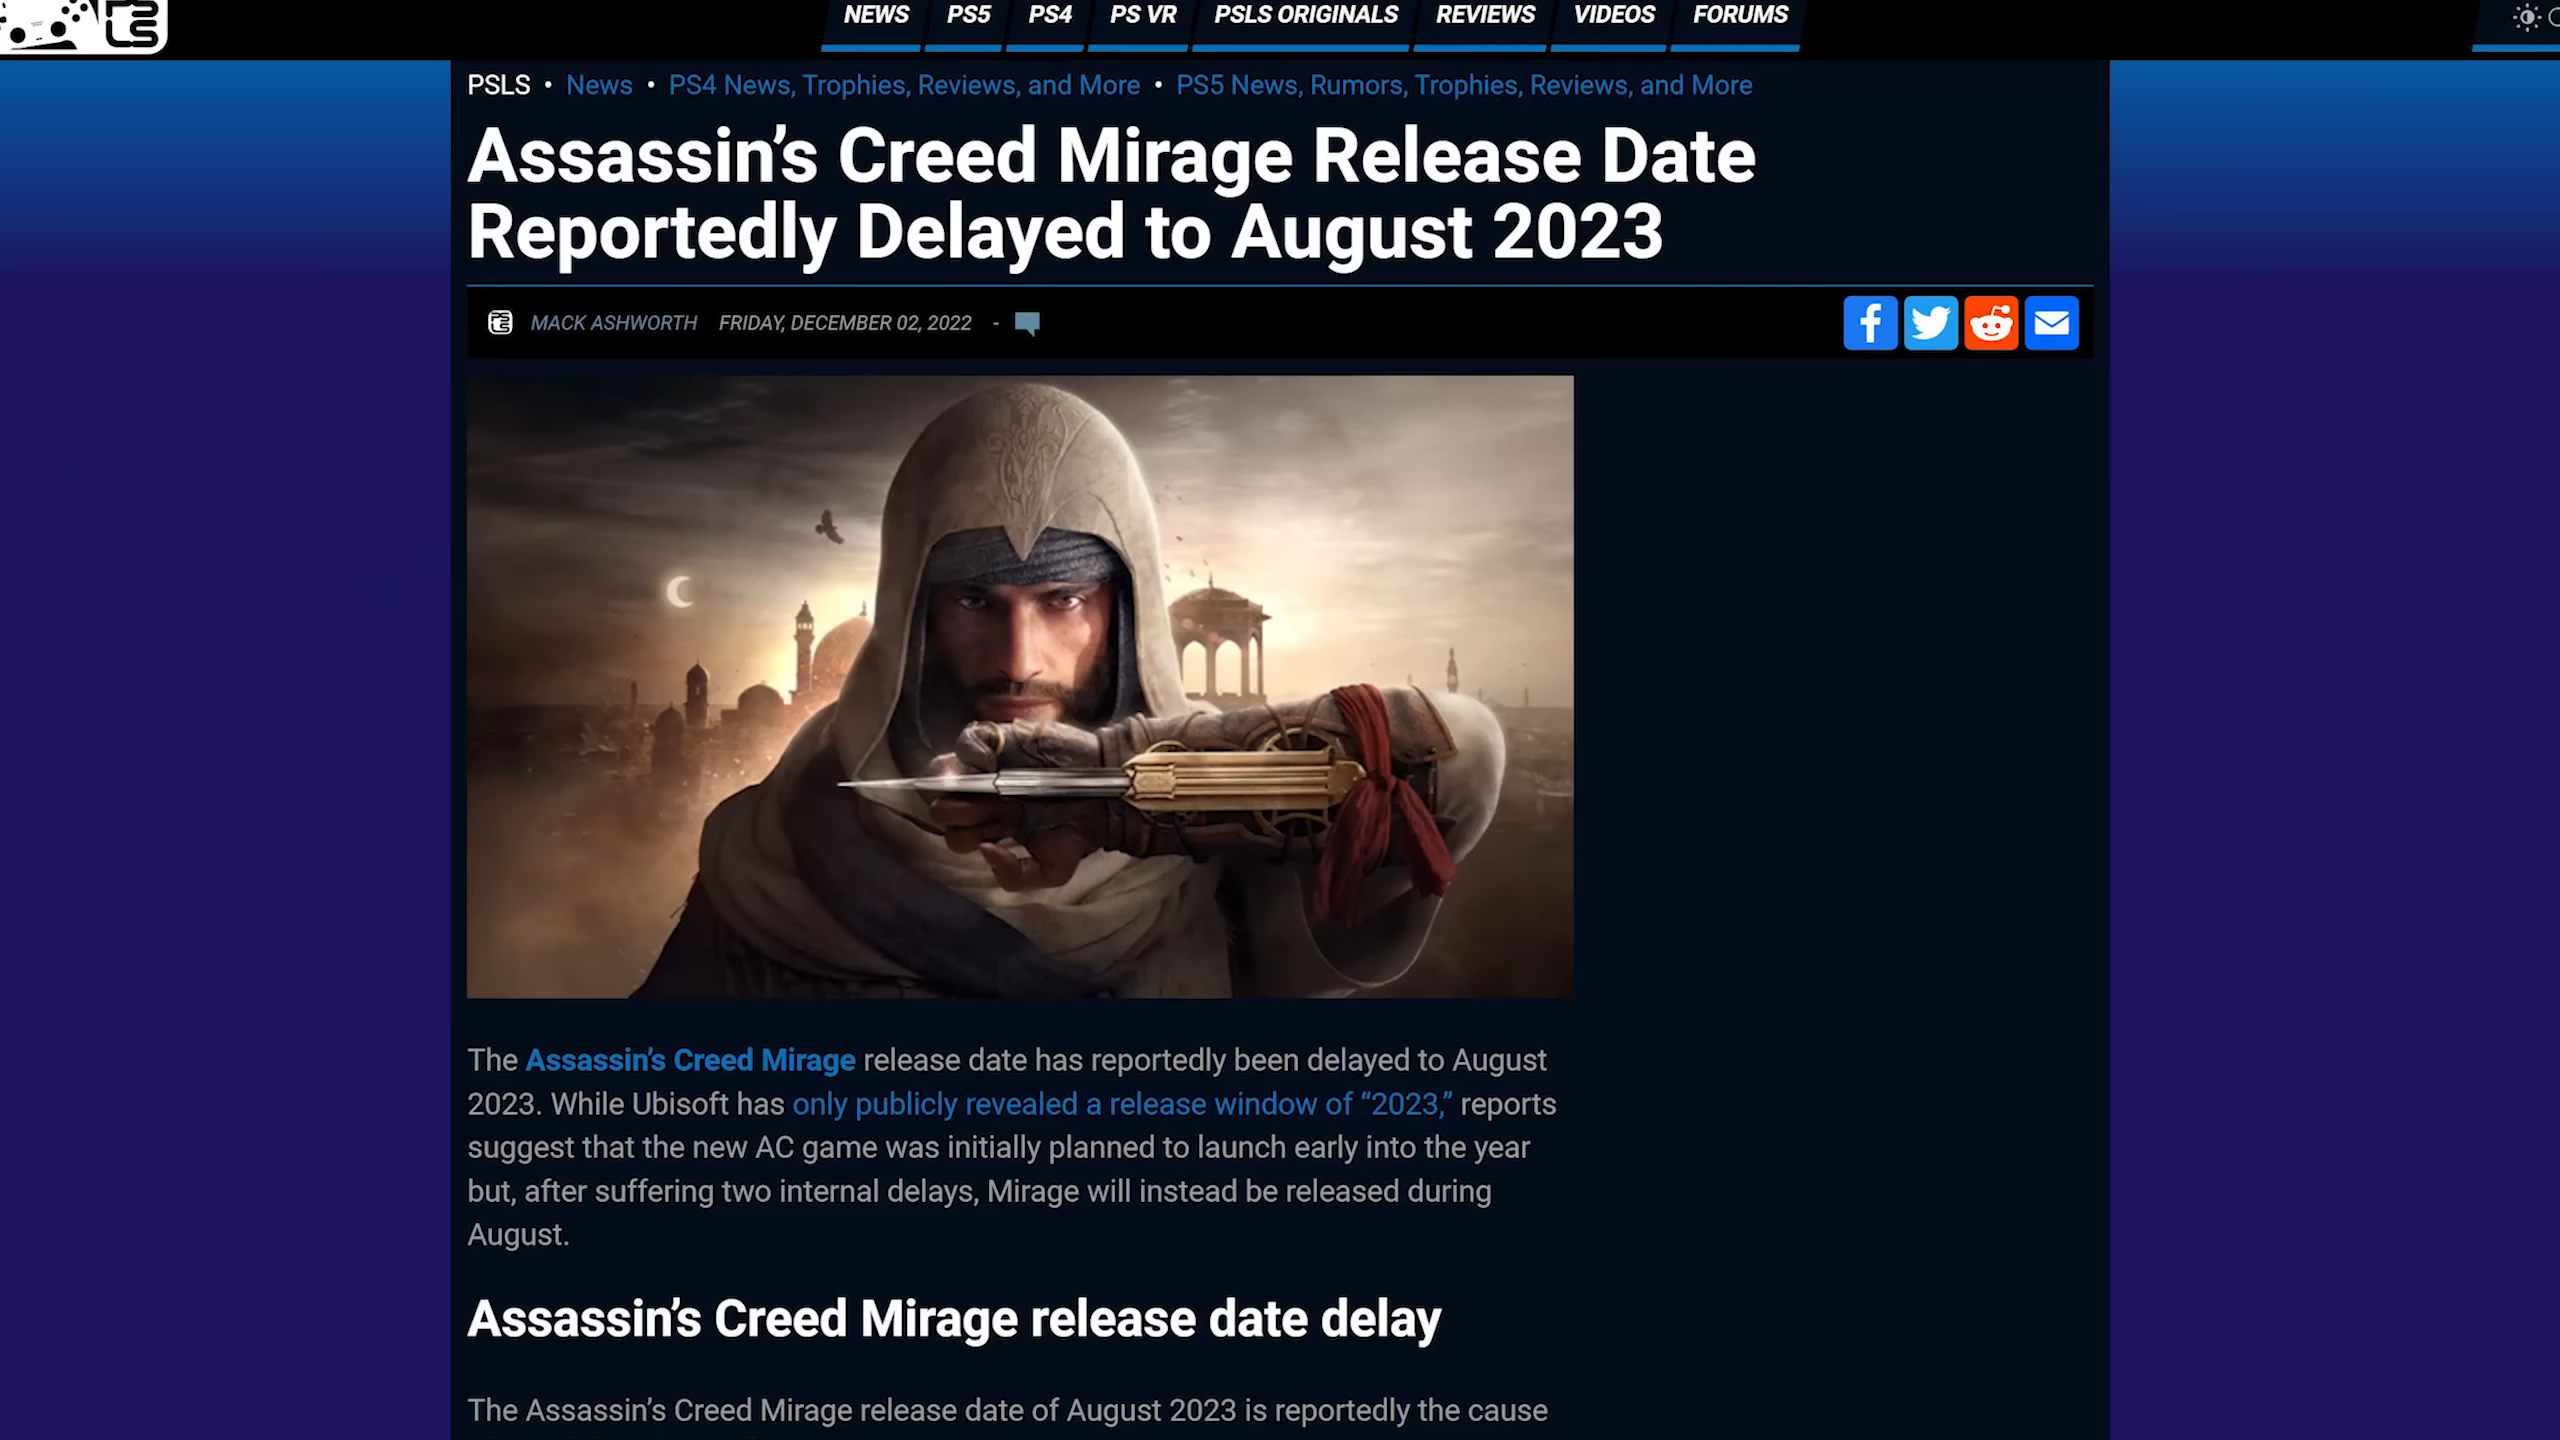 PSLS
NEWS PS5 PS4 PS VR PSLS ORIGINALS REVIEWS VIDEOS FORUMS
PSLS • News • PS4 News, Trophies, Reviews, and More • PS5 News, Rumors, Trophies, Reviews, and More
Assassin’s Creed Mirage Release Date
Reportedly Delayed to August 2023
MACK ASHWORTH FRIDAY, DECEMBER 02, 2022 -
The Assassin’s Creed Mirage release date has reportedly been delayed to August
2023. While Ubisoft has only publicly revealed a release window of “2023,” reports
suggest that the new AC game was initially planned to launch early into the year
but, after suffering two internal delays, Mirage will instead be released during
August.
Assassin’s Creed Mirage release date delay
The Assassin’s Creed Mirage release date of August 2023 is reportedly the cause